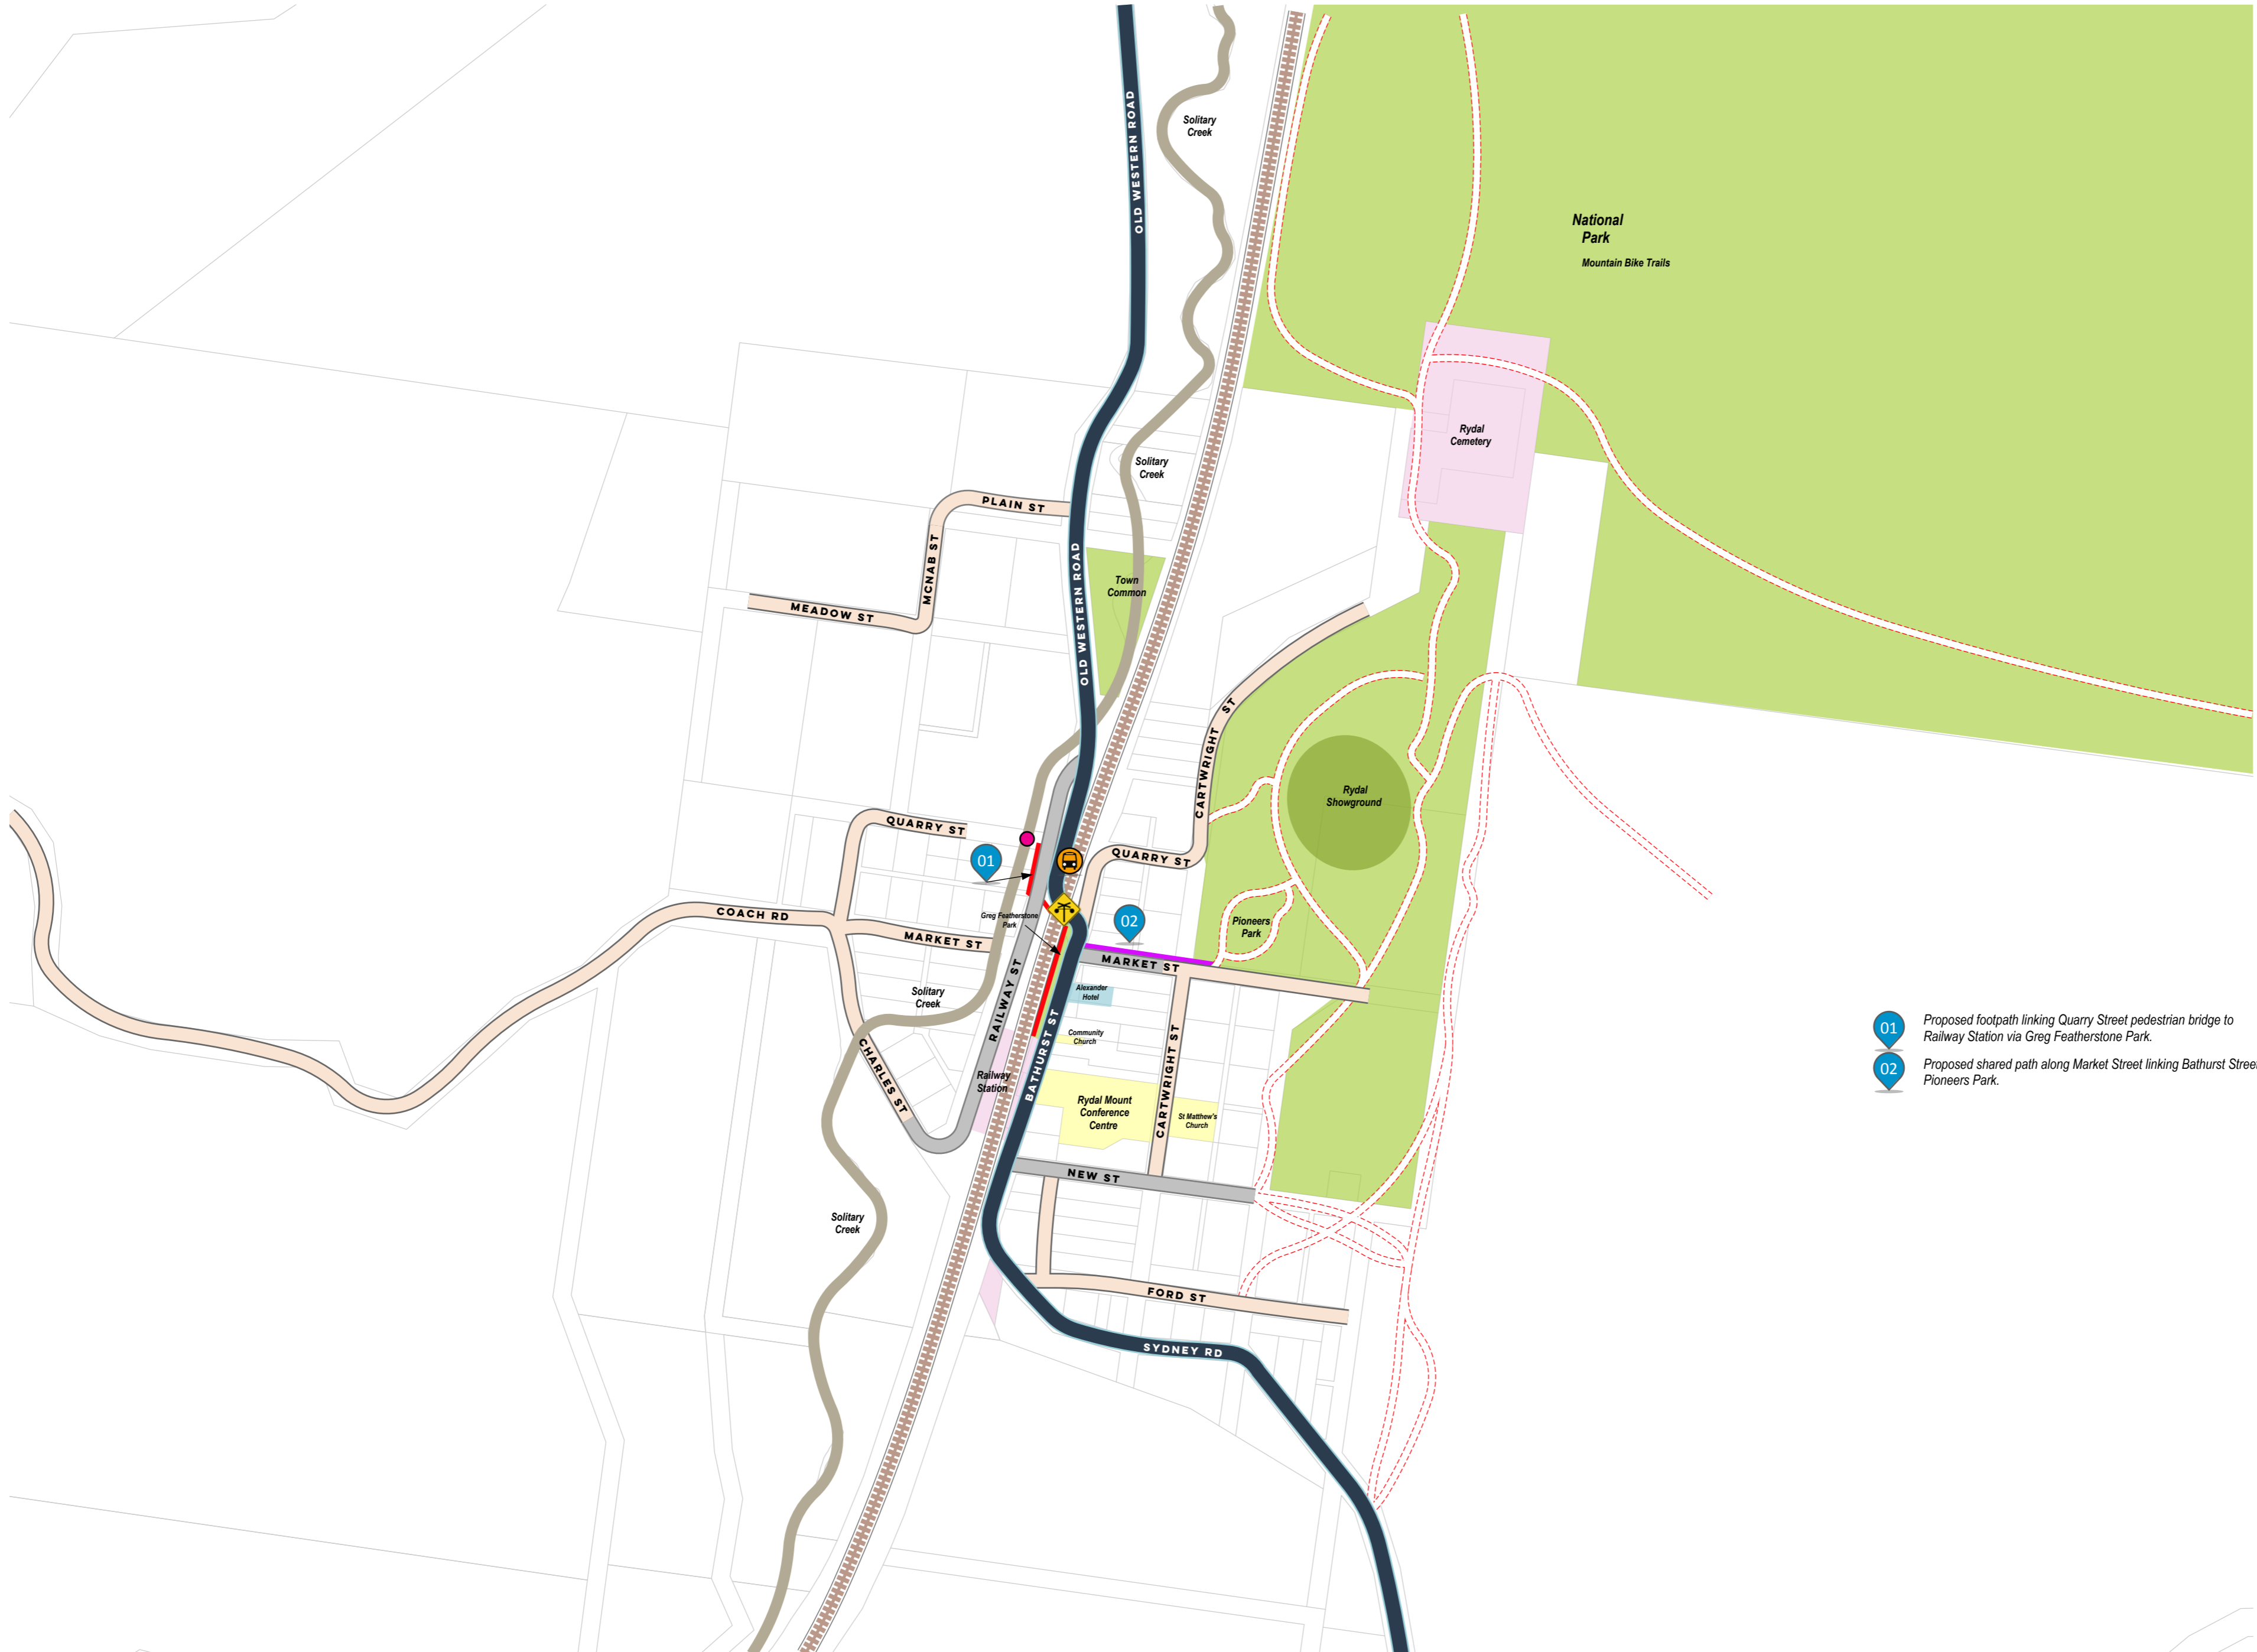 OLD WESTERN ROAD
Solitary
Creek
National
Park
Mountain Bike Trails
Rydal
Cemetery
Solitary
Creek
PLAIN ST
MCNAB ST
OLD WESTERN ROAD
Town
Common
MEADOW ST
CARTWRIGHT ST
Rydal
Showground
QUARRY ST
01
QUARRY ST
COACH RD
Greg Featherstone
Park
02
Pioneers
Park
MARKET ST
MARKET ST
Solitary
Creek
RAILWAY ST
Alexander
Hotel
BATHURST ST
Community
Church
CHARLES ST
Railway
Station
CARTWRIGHT ST
Rydal Mount
Conference
Centre
St Matthew's
Church
NEW ST
Solitary
Creek
FORD ST
SYDNEY RD
01
Proposed footpath linking Quarry Street pedestrian bridge to
Railway Station via Greg Featherstone Park.
02
Proposed shared path along Market Street linking Bathurst Stree
Pioneers Park.